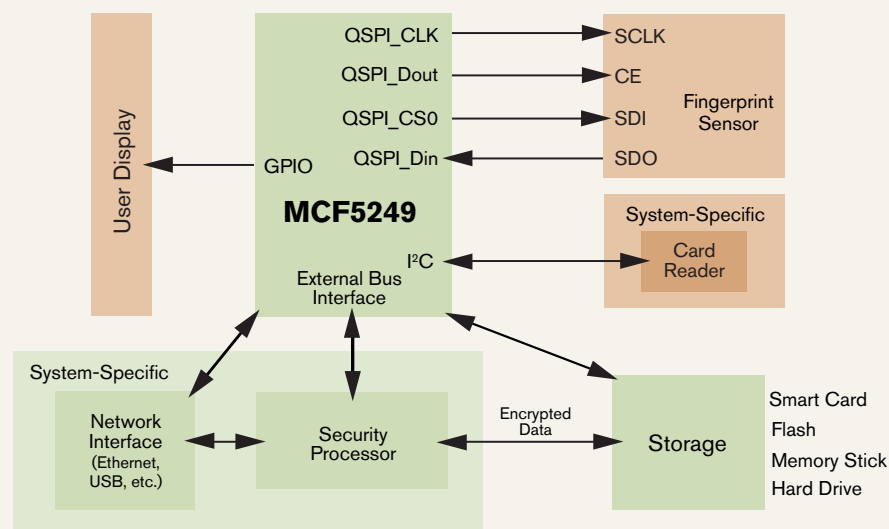 User Display
QSPI_CLK
QSPI_Dout
QSPI_CS0
QSPI_Din
GPIO
MCF5249
I²C
External Bus
Interface
SCLK
CE
SDI
SDO
Fingerprint
Sensor
System-Specific
Card
Reader
System-Specific
Network
Interface
(Ethernet,
USB, etc.)
Security
Processor
Encrypted
Data
Storage
Smart Card
Flash
Memory Stick
Hard Drive